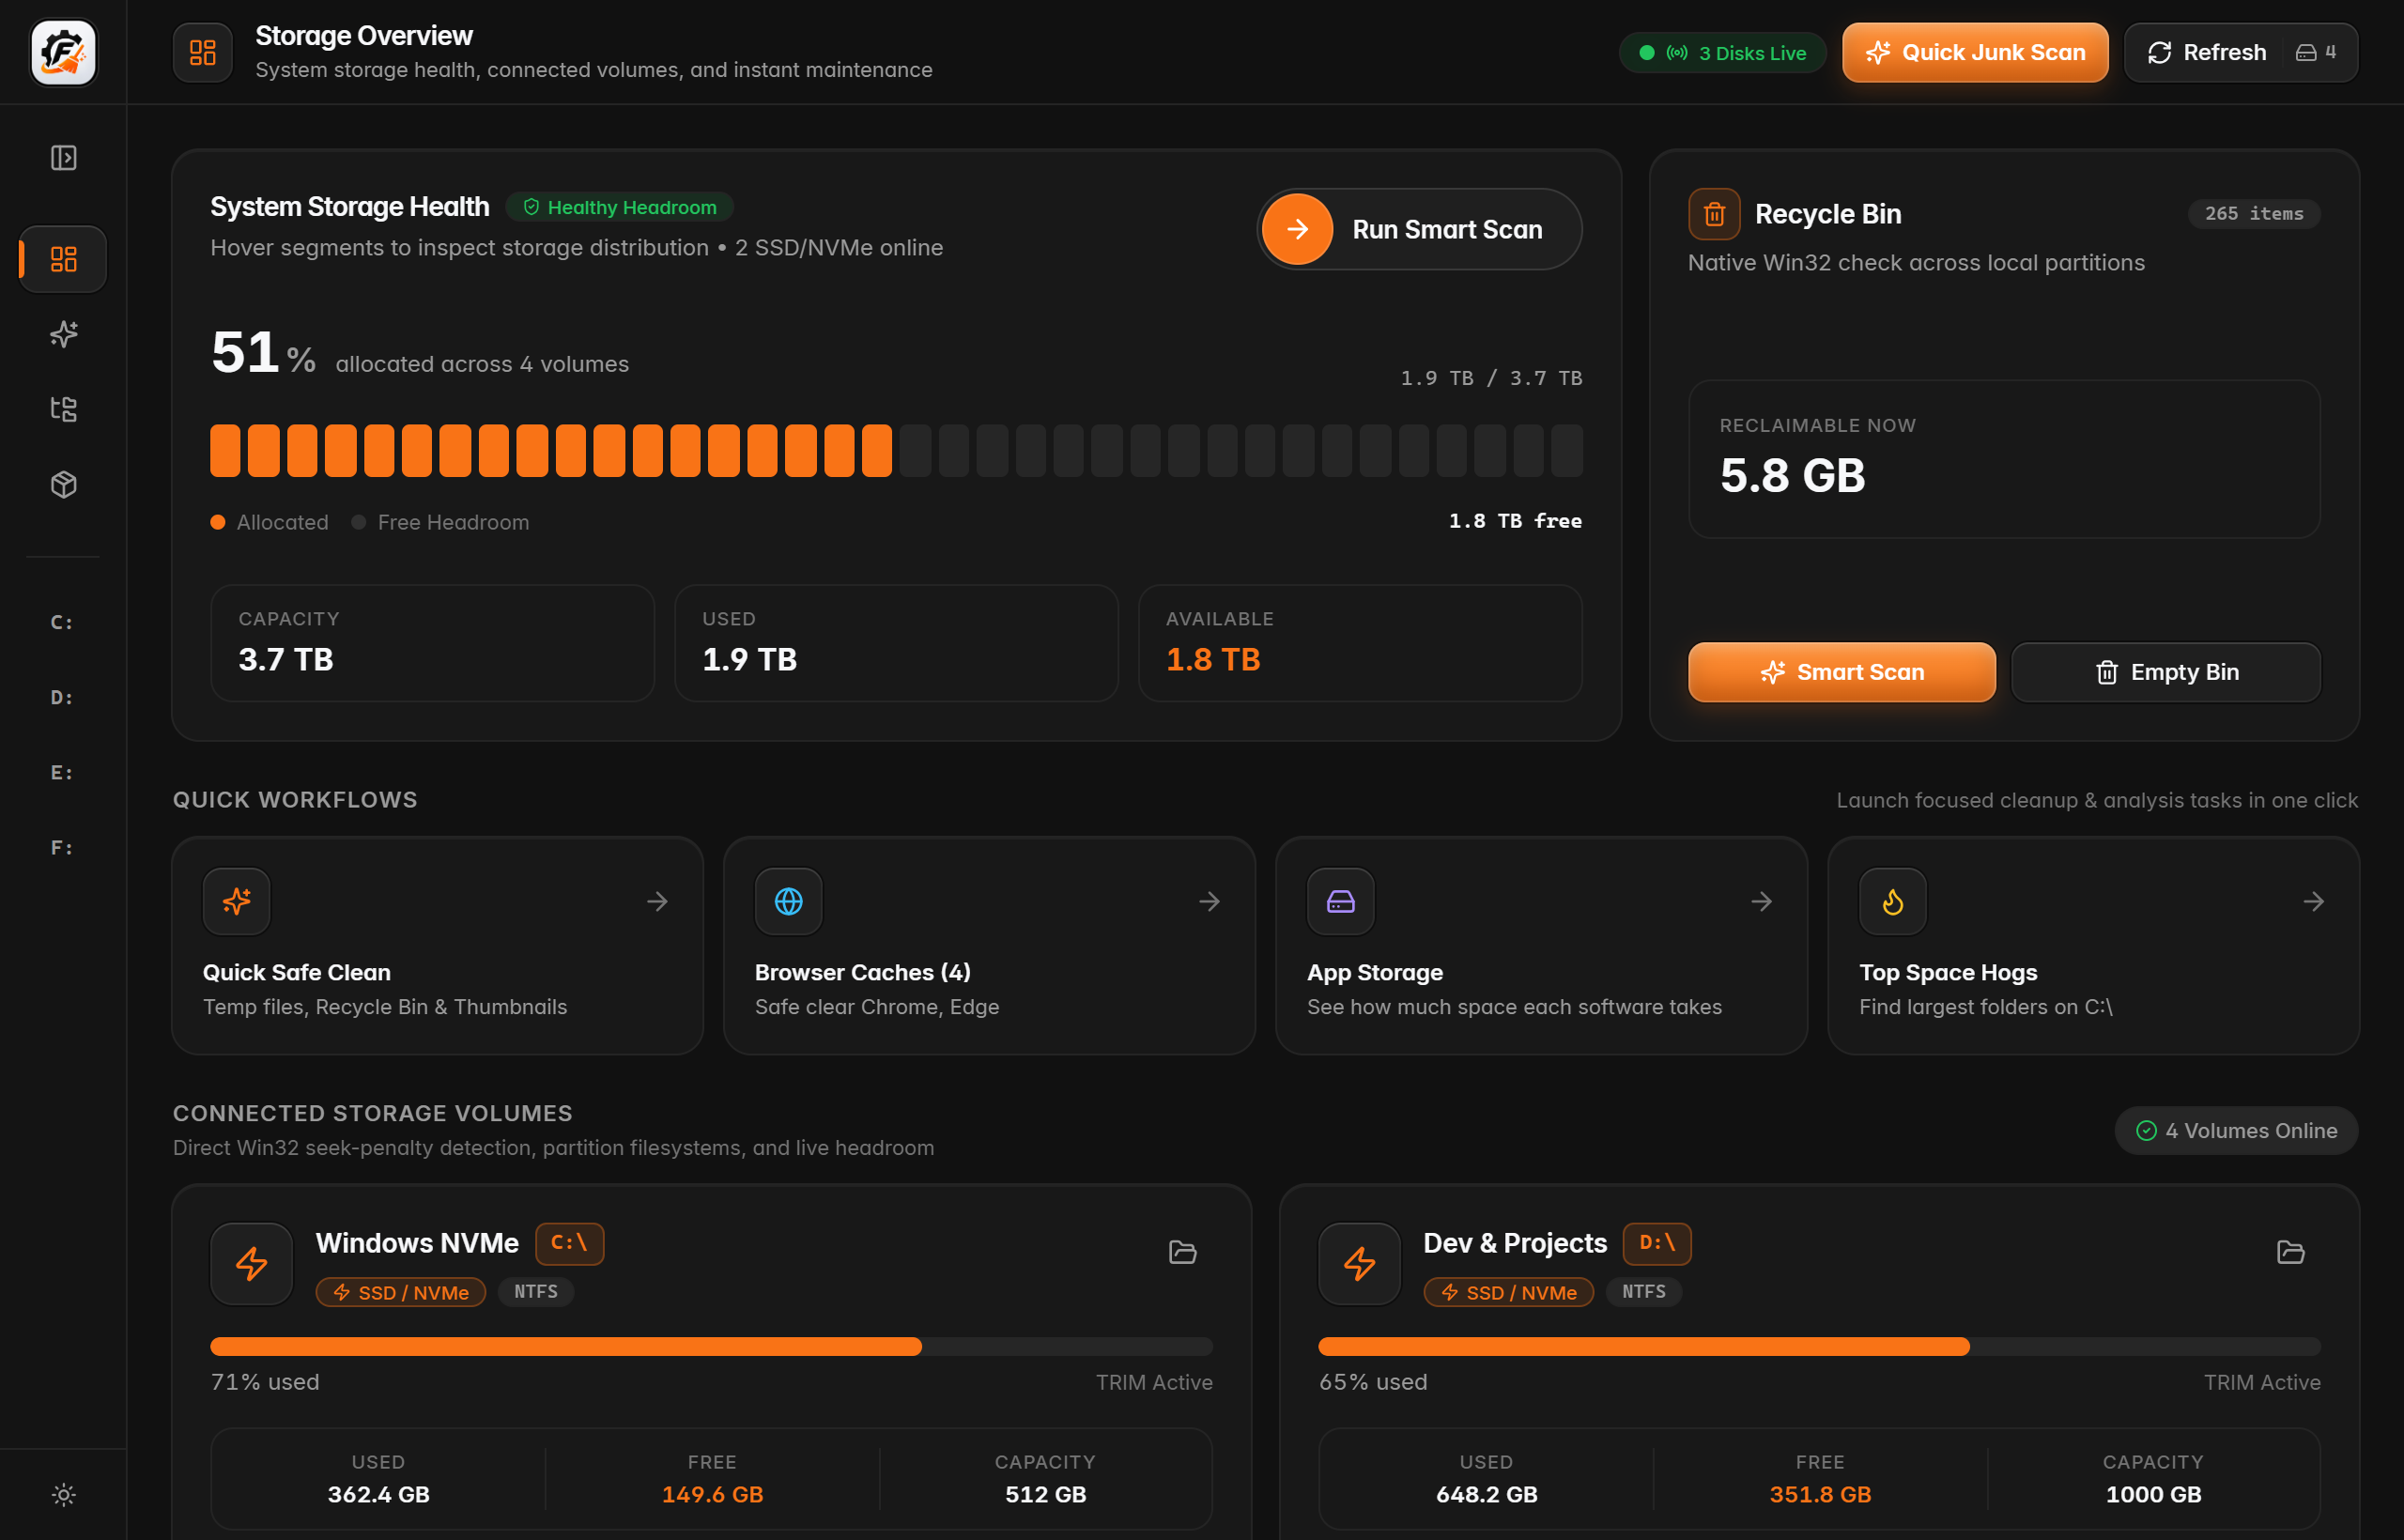 Storage Overview
System storage health, connected volumes, and instant maintenance
3 Disks Live
Quick Junk Scan
Refresh
4
System Storage Health
Healthy Headroom
Hover segments to inspect storage distribution • 2 SSD/NVMe online
Run Smart Scan
51% allocated across 4 volumes
1.9 TB / 3.7 TB
Allocated
Free Headroom
1.8 TB free
CAPACITY
3.7 TB
USED
1.9 TB
AVAILABLE
1.8 TB
Recycle Bin
265 items
Native Win32 check across local partitions
RECLAIMABLE NOW
5.8 GB
Smart Scan
Empty Bin
C:
D:
E:
F:
QUICK WORKFLOWS
Launch focused cleanup & analysis tasks in one click
Quick Safe Clean
Temp files, Recycle Bin & Thumbnails
Browser Caches (4)
Safe clear Chrome, Edge
App Storage
See how much space each software takes
Top Space Hogs
Find largest folders on C:\
CONNECTED STORAGE VOLUMES
Direct Win32 seek-penalty detection, partition filesystems, and live headroom
4 Volumes Online
Windows NVMe
C:\
SSD / NVMe
NTFS
71% used
TRIM Active
USED
362.4 GB
FREE
149.6 GB
CAPACITY
512 GB
Dev & Projects
D:\
SSD / NVMe
NTFS
65% used
TRIM Active
USED
648.2 GB
FREE
351.8 GB
CAPACITY
1000 GB